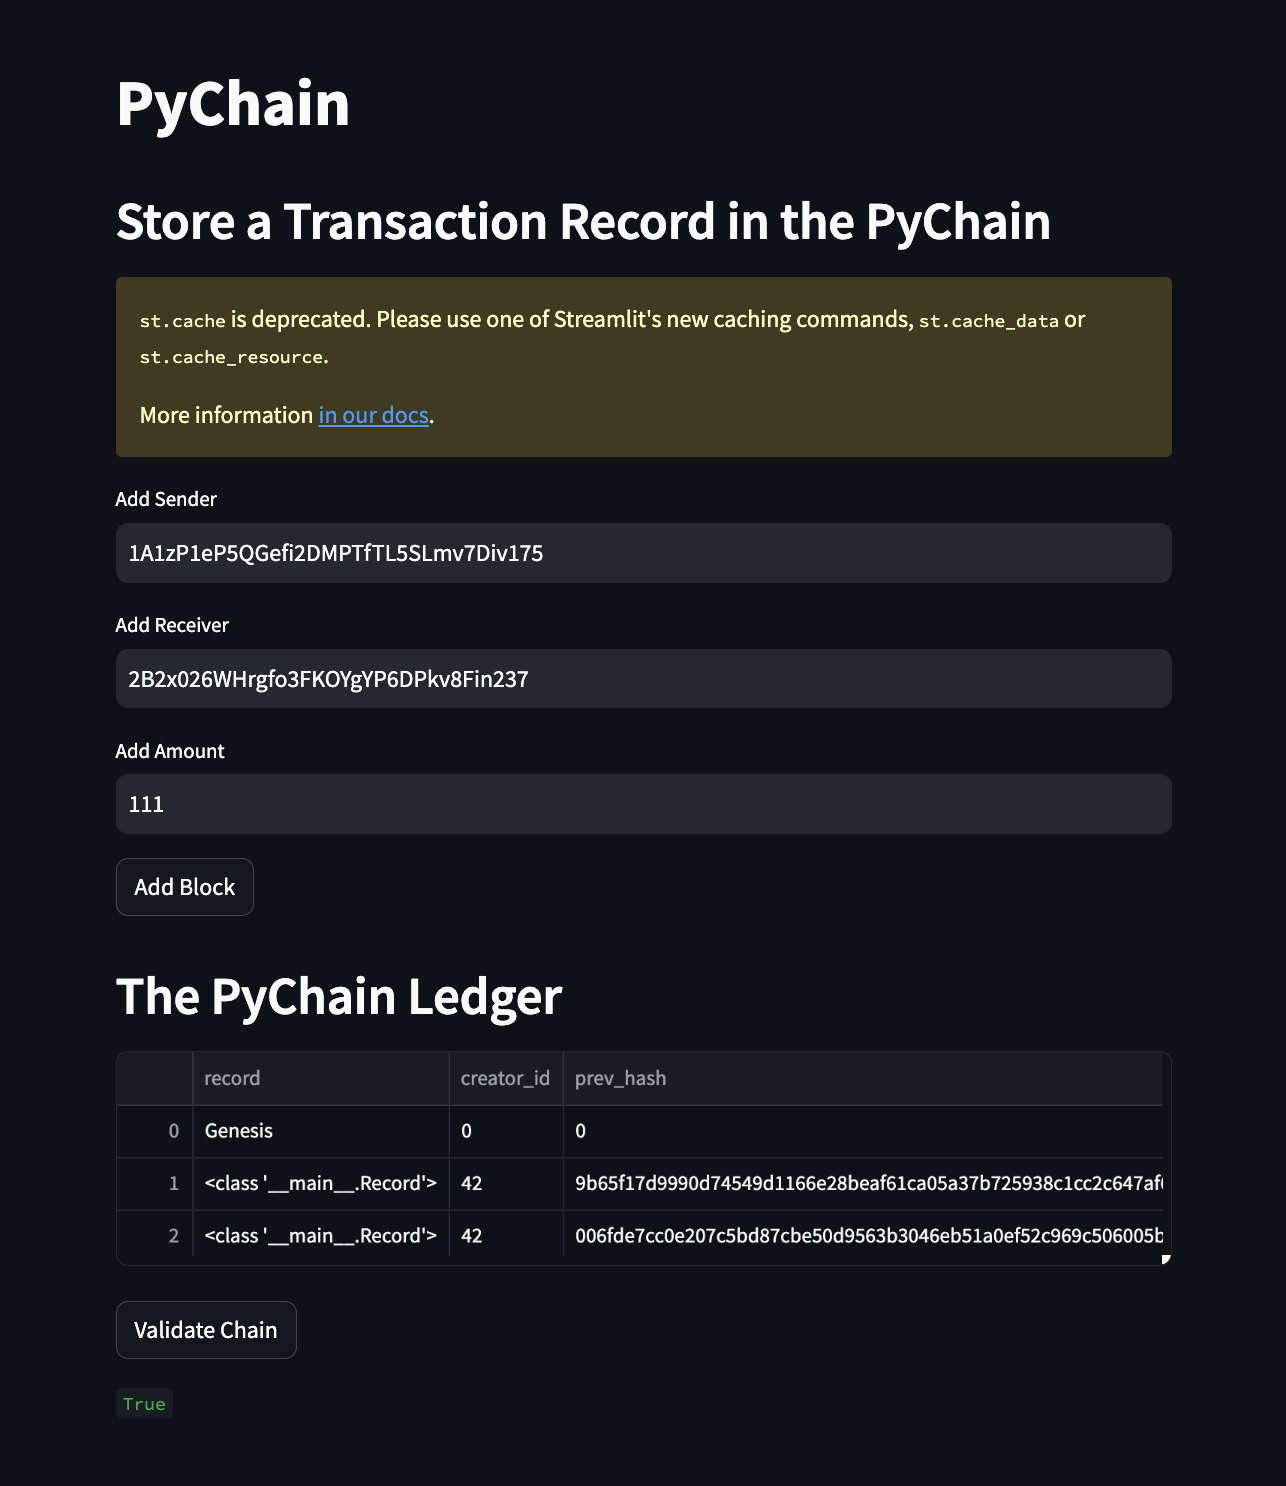 PyChain
Store a Transaction Record in the PyChain
st.cache is deprecated. Please use one of Streamlit's new caching commands, st.cache_data or
st.cache_resource.
More information in our docs.
Add Sender
1A1zP1eP5QGefi2DMPTfTL5SLmv7Div175
Add Receiver
2B2x026WHrgfo3FKOYgYP6DPkv8Fin237
Add Amount
111
Add Block
The PyChain Ledger
record creator_id prev_hash
0 Genesis 0 0
1 <class '__main__.Record'> 42 9b65f17d9990d74549d1166e28beaf61ca05a37b725938c1cc2c647af
2 <class '__main__.Record'> 42 006fde7cc0e207c5bd87cbe50d9563b3046eb51a0ef52c969c506005b
Validate Chain
True